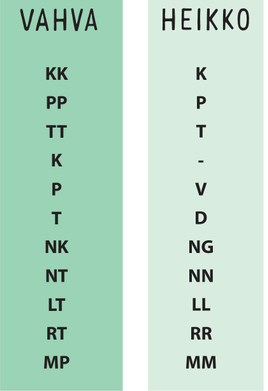 VAHVA HEIKKO
KK K
PP P
TT T
K -
P V
T D
NK NG
NT NN
LT LL
RT RR
MP MM